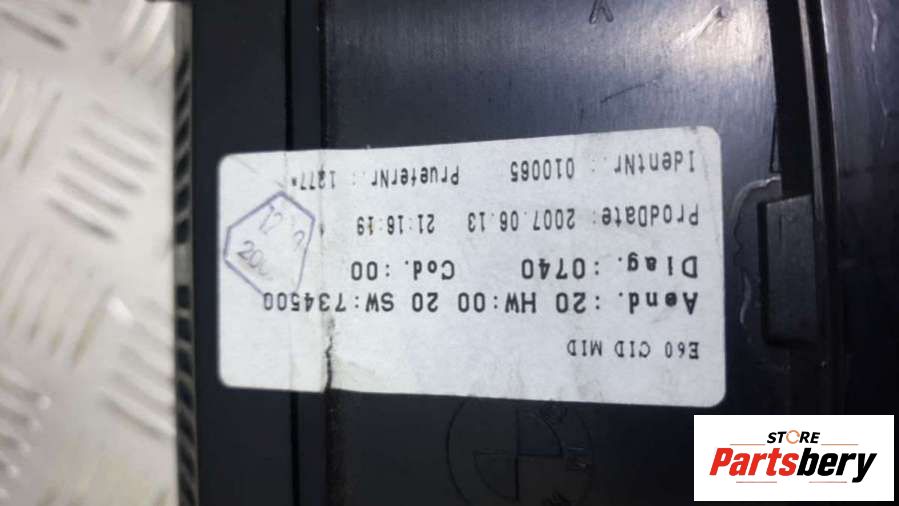 E60 CID MID
Aend. :20 HW:00 20 SW:734500
Diag. :0740 Cod. :00
ProdDate: 2007.06.13 21:16:19
IdentNr.: 010065 PrueferNr.: 1277*
STORE
Partsbery